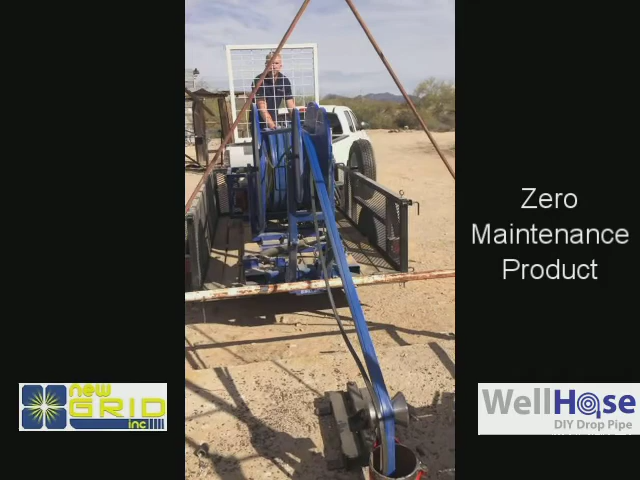 Zero
Maintenance
Product
new
GRID
inc
WellHose
DIY Drop Pipe